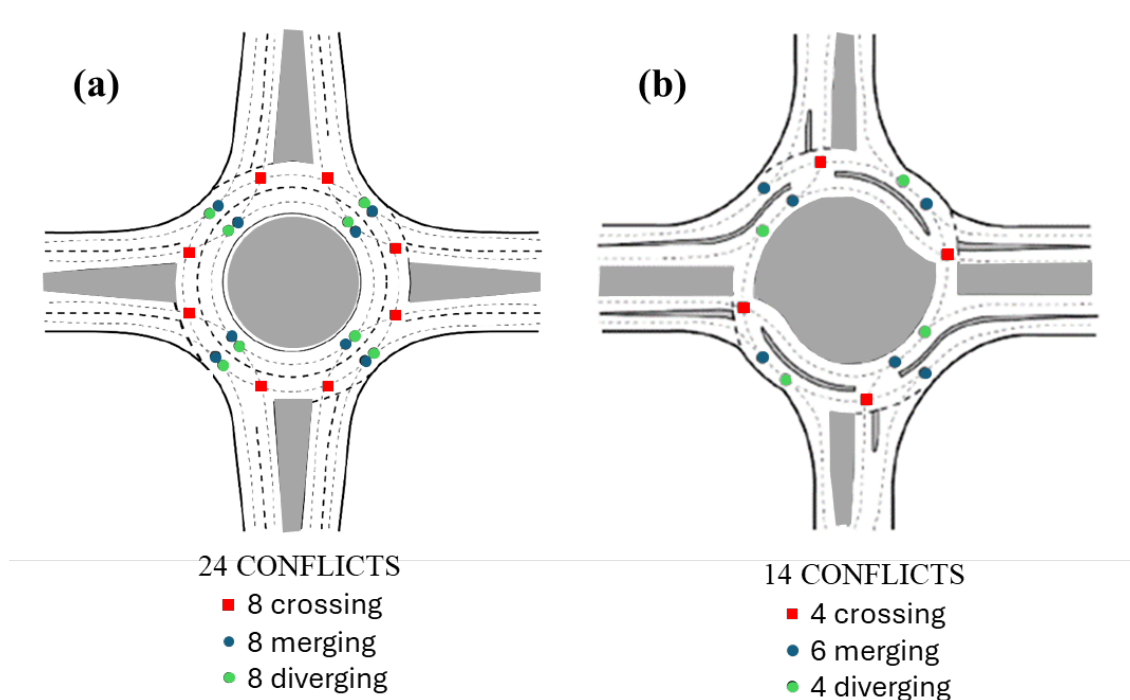 (a)
(b)
24 CONFLICTS
8 crossing
8 merging
8 diverging
14 CONFLICTS
4 crossing
6 merging
4 diverging